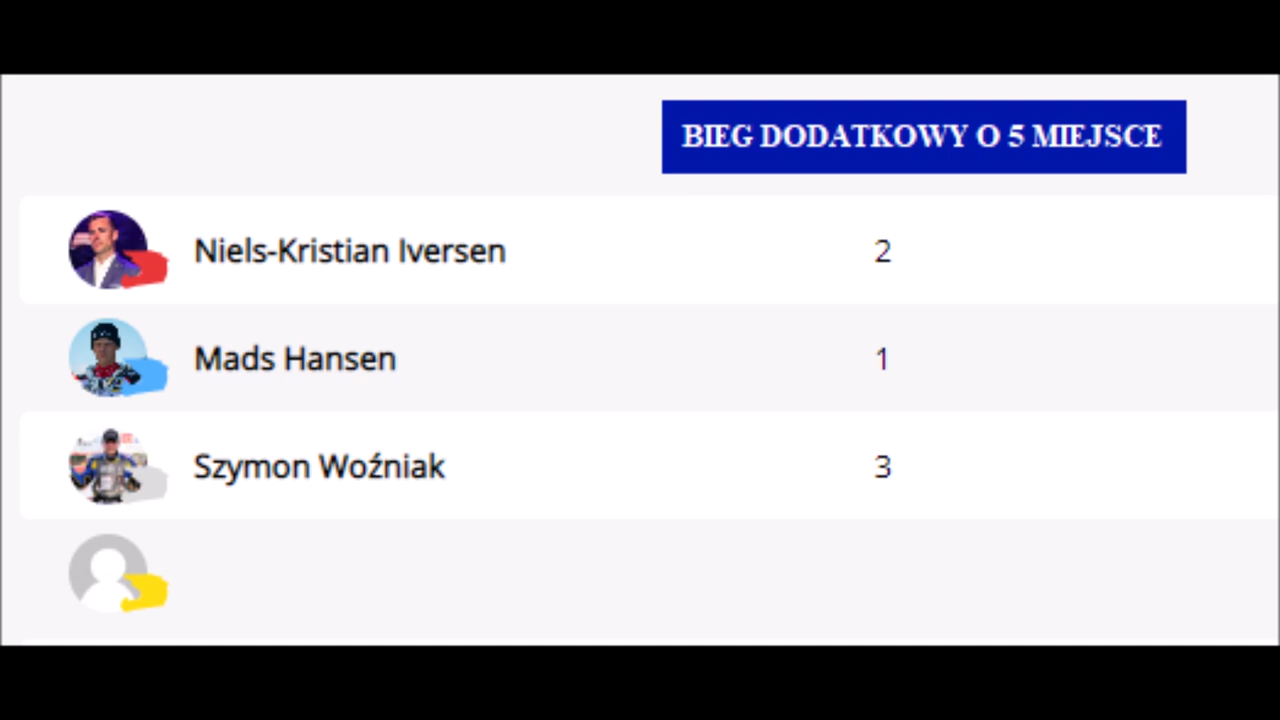 BIEG DODATKOWY O 5 MIEJSCE
Niels-Kristian Iversen 2
Mads Hansen 1
Szymon Woźniak 3